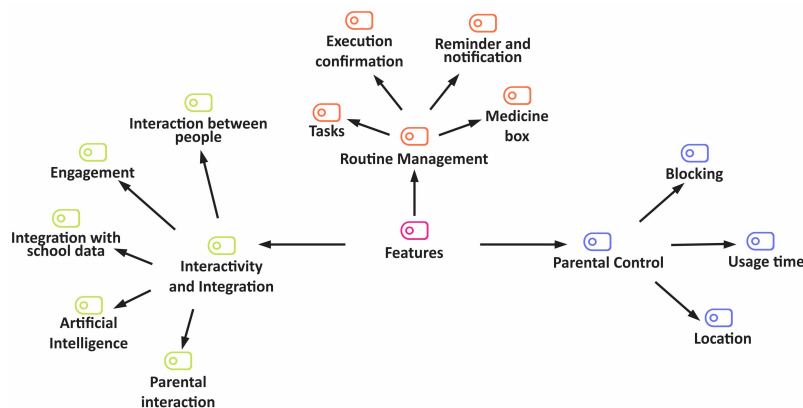 Execution
confirmation
Reminder and
notification
Interaction between
people
Tasks
Medicine
box
Routine Management
Engagement
Blocking
Integration with
school data
Features
Interactivity
and Integration
Parental Control
Usage time
Artificial
Intelligence
Location
Parental
interaction